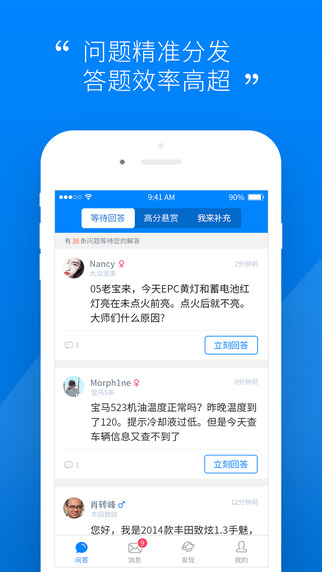 “ 问题精准分发
答题效率高超 ”
9:41 AM 90%
等待回答 高分悬赏 我来补充
有38条问题等待您的解答
Nancy ♀ 2分钟前
大众宝来
05老宝来，今天EPC黄灯和蓄电池红
灯亮在未点火前亮。点火后就不亮。
大师们什么原因?
3 立刻回答
Morph1ne ♀ 9分钟前
宝马5系
宝马523机油温度正常吗？昨晚温度到
了120。提示冷却液过低。但是今天查
车辆信息又查不到了
1 立刻回答
肖转峰 ♂ 12分钟前
丰田致炫
您好，我是2014款丰田致炫1.3手魅，
9
问答 消息 发现 我的